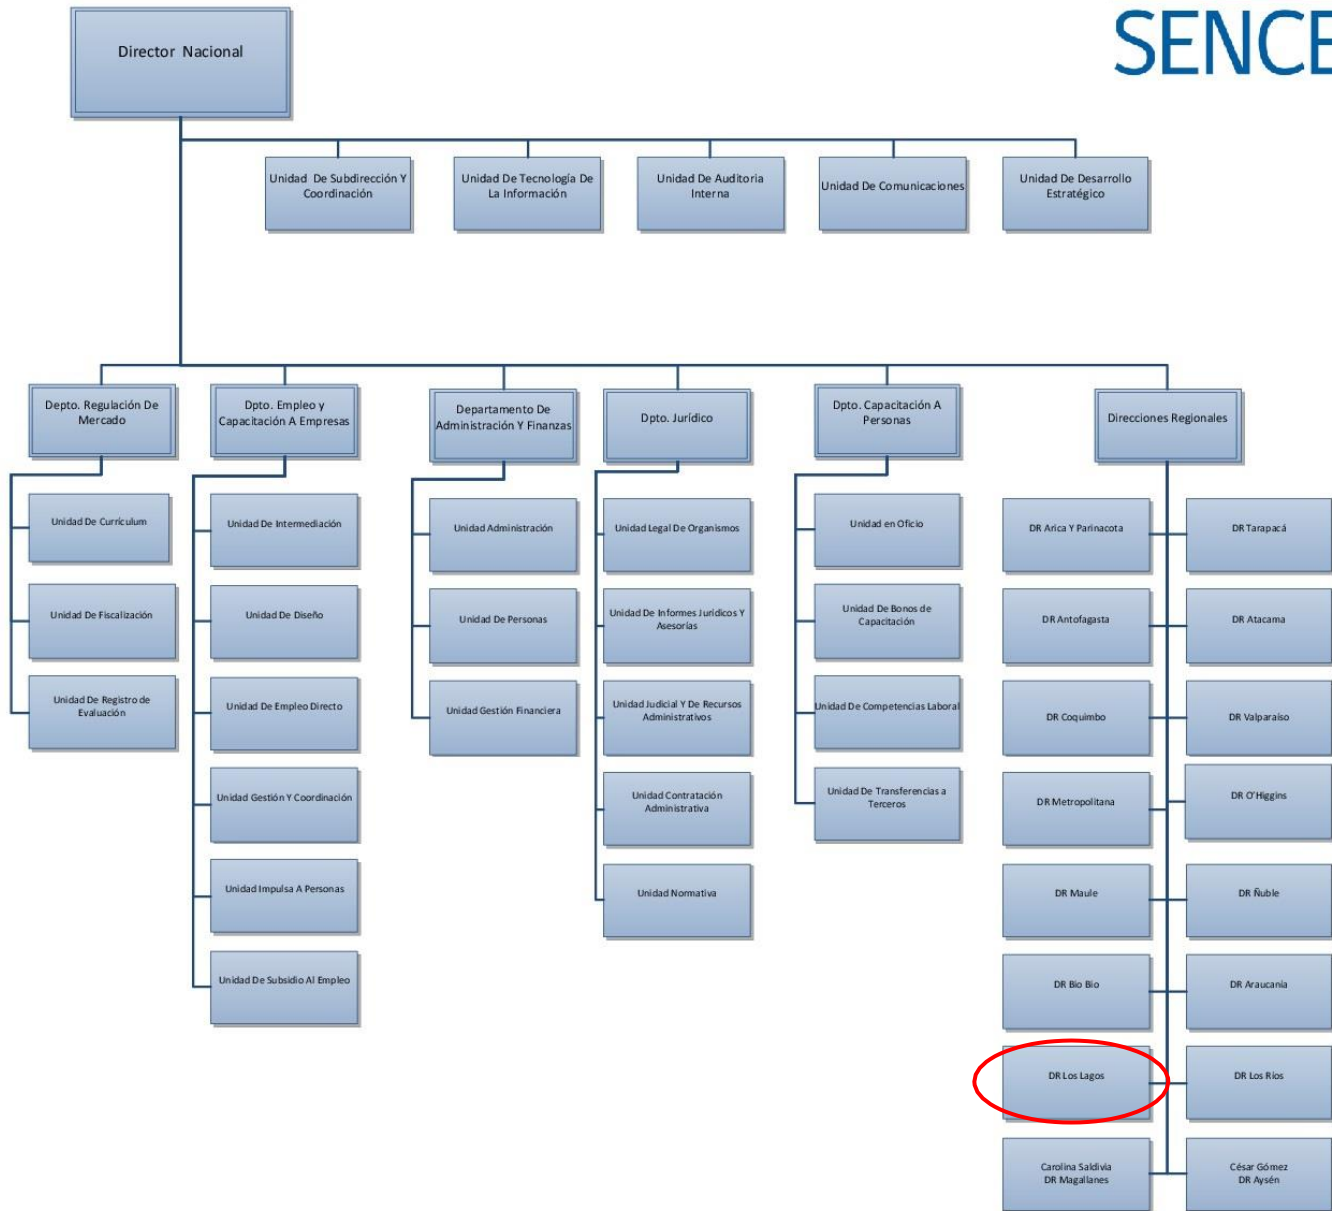 SENCE
Director Nacional
Unidad De Subdirección Y
Coordinación
Unidad De Tecnología De
La Información
Unidad De Auditoria
Interna
Unidad De Comunicaciones
Unidad De Desarrollo
Estratégico
Depto. Regulación De
Mercado
Dpto. Empleo y
Capacitación A Empresas
Departamento De
Administración Y Finanzas
Dpto. Jurídico
Dpto. Capacitación A
Personas
Direcciones Regionales
Unidad De Currículum
Unidad De Fiscalización
Unidad De Registro de
Evaluación
Unidad De Intermediación
Unidad De Diseño
Unidad De Empleo Directo
Unidad Gestión Y Coordinación
Unidad Impulsa A Personas
Unidad De Subsidio Al Empleo
Unidad Administración
Unidad De Personas
Unidad Gestión Financiera
Unidad Legal De Organismos
Unidad De Informes Jurídicos Y
Asesorías
Unidad Judicial Y De Recursos
Administrativos
Unidad Contratación
Administrativa
Unidad Normativa
Unidad en Oficio
Unidad De Bonos de
Capacitación
Unidad De Competencias Laboral
Unidad De Transferencias a
Terceros
DR Arica Y Parinacota
DR Tarapacá
DR Antofagasta
DR Atacama
DR Coquimbo
DR Valparaíso
DR Metropolitana
DR O'Higgins
DR Maule
DR Ñuble
DR Bio Bio
DR Araucanía
DR Los Lagos
DR Los Ríos
Carolina Saldivia
DR Magallanes
César Gómez
DR Aysén